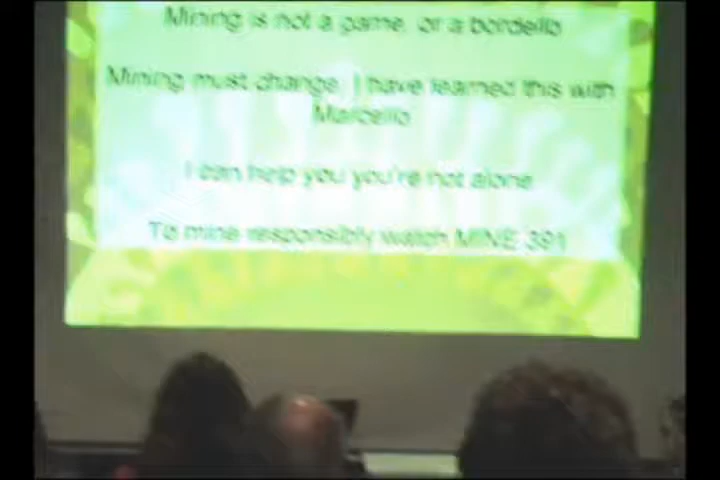 Mining is not a game, or a bordello
Mining must change, I have learned this with
Marcello
I can help you you're not alone
To mine responsibly watch MINE 391